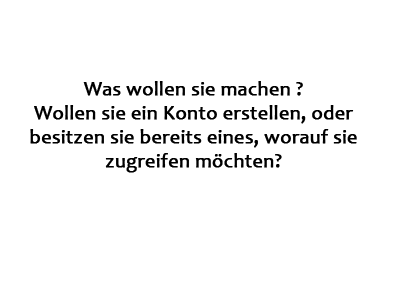 Was wollen sie machen ?
Wollen sie ein Konto erstellen, oder
besitzen sie bereits eines, worauf sie
zugreifen möchten?